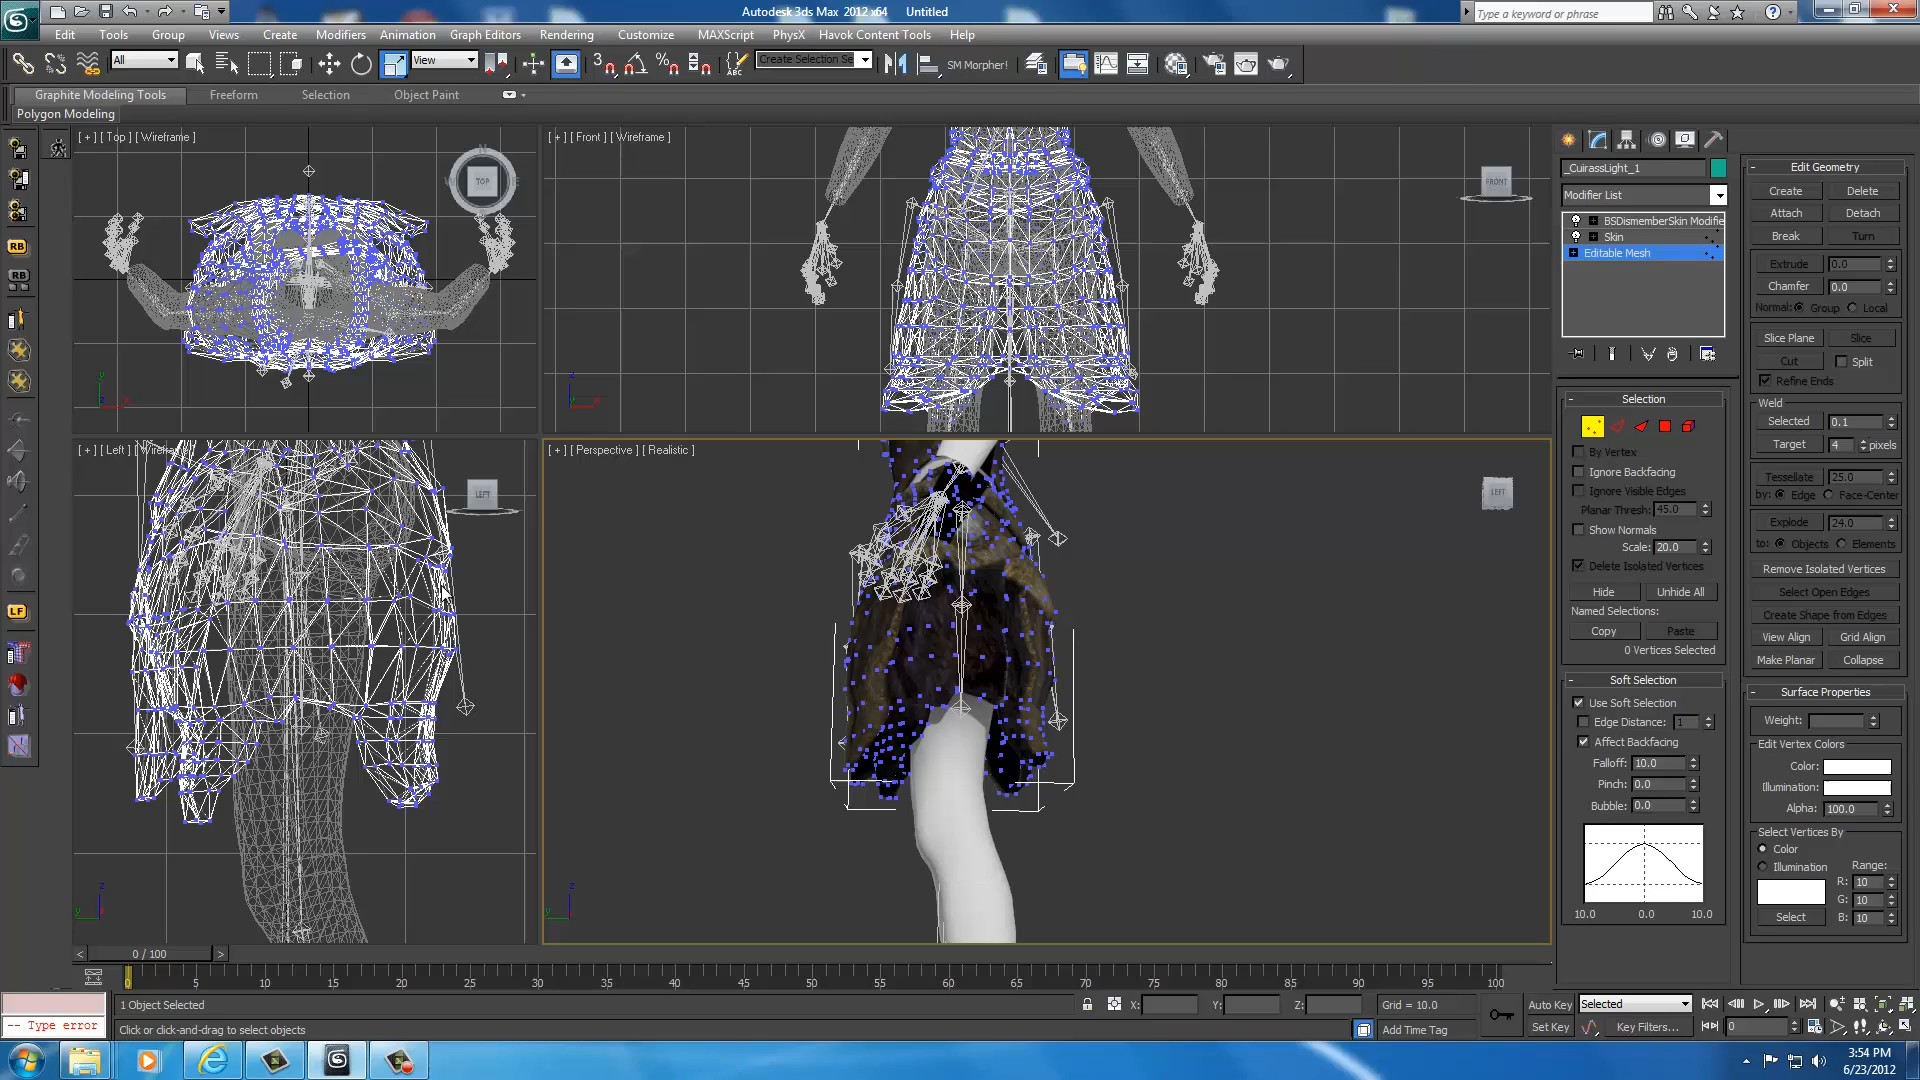 Autodesk 3ds Max 2012 x64 Untitled
Type a keyword or phrase
Edit Tools Group Views Create Modifiers Animation Graph Editors Rendering Customize MAXScript PhysX Havok Content Tools Help
All View Create Selection Se SM Morpher!
Graphite Modeling Tools Freeform Selection Object Paint
Polygon Modeling
[ + ] [ Top ] [ Wireframe ]
TOP
[ + ] [ Front ] [ Wireframe ]
FRONT
[ + ] [ Left ]
LEFT
[ + ] [ Perspective ] [ Realistic ]
LEFT
RB
RB
LF
_CuirassLight_1
Modifier List
BSDismemberSkin Modifie
Skin
Editable Mesh
Selection
By Vertex
Ignore Backfacing
Ignore Visible Edges
Planar Thresh: 45.0
Show Normals
Scale: 20.0
Delete Isolated Vertices
Hide Unhide All
Named Selections:
Copy Paste
0 Vertices Selected
Soft Selection
Use Soft Selection
Edge Distance: 1
Affect Backfacing
Falloff: 10.0
Pinch: 0.0
Bubble: 0.0
10.0 0.0 10.0
Edit Geometry
Create Delete
Attach Detach
Break Turn
Extrude 0.0
Chamfer 0.0
Normal: Group Local
Slice Plane Slice
Cut Split
Refine Ends
Weld
Selected 0.1
Target 4 pixels
Tessellate 25.0
by: Edge Face-Center
Explode 24.0
to: Objects Elements
Remove Isolated Vertices
Select Open Edges
Create Shape from Edges
View Align Grid Align
Make Planar Collapse
Surface Properties
Weight:
Edit Vertex Colors
Color:
Illumination:
Alpha: 100.0
Select Vertices By
Color
Illumination Range:
R: 10
G: 10
B: 10
Select
< 0 / 100 >
0 5 10 15 20 25 30 35 40 45 50 55 60 65 70 75 80 85 90 95 100
1 Object Selected X: Y: Z: Grid = 10.0 Auto Key Selected
-- Type error
Click or click-and-drag to select objects Add Time Tag Set Key Key Filters... 0
3:54 PM
6/23/2012